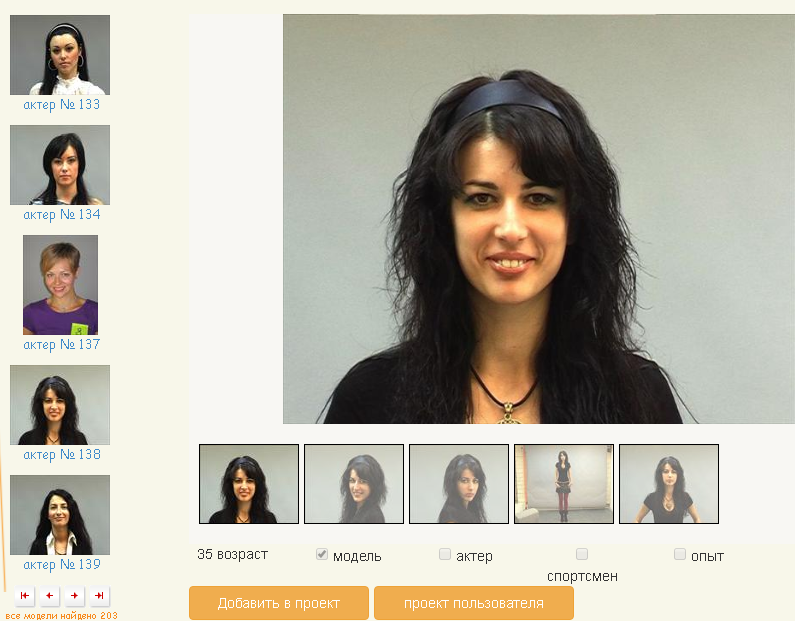 актер № 133
актер № 134
актер № 137
актер № 138
актер № 139
все модели найдено 203
35 возраст
модель
актер
спортсмен
опыт
Добавить в проект
проект пользователя